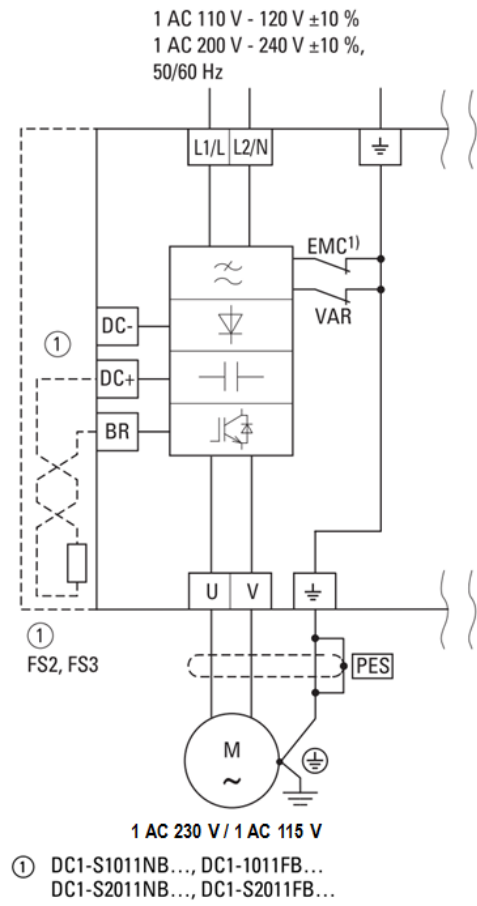 1 AC 110 V - 120 V ±10 %
1 AC 200 V - 240 V ±10 %,
50/60 Hz
L1/L L2/N
EMC1)
VAR
DC-
1
DC+
BR
U V
1
FS2, FS3
PES
M
~
1 AC 230 V / 1 AC 115 V
1 DC1-S1011NB..., DC1-1011FB...
DC1-S2011NB..., DC1-S2011FB...